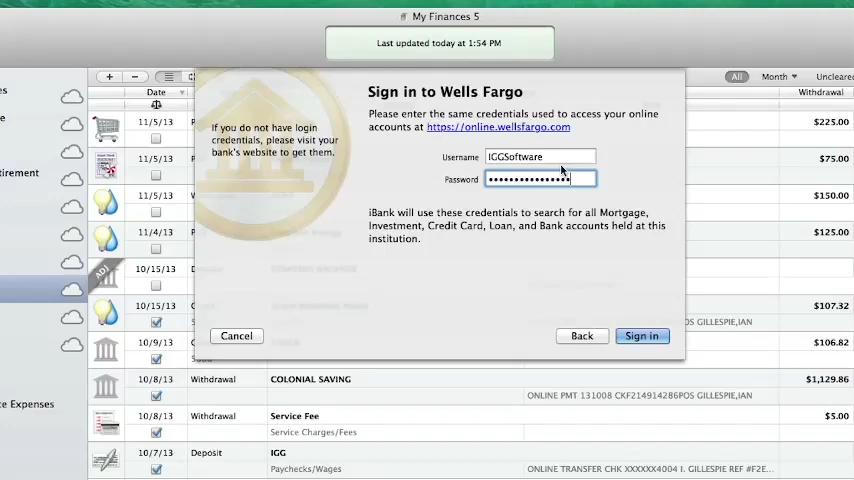 My Finances 5
Last updated today at 1:54 PM
All Month Uncleared
Date Withdrawal
Sign in to Wells Fargo
Please enter the same credentials used to access your online
accounts at https://online.wellsfargo.com
If you do not have login
credentials, please visit your
bank's website to get them.
Username IGGSoftware
Password ••••••••••••••••
iBank will use these credentials to search for all Mortgage,
Investment, Credit Card, Loan, and Bank accounts held at this
institution.
Cancel Back Sign in
11/5/13 $225.00
11/5/13 $75.00
11/5/13 $150.00
11/4/13 $125.00
ADJ 10/15/13
10/15/13 $107.32
POS GILLESPIE,IAN
10/9/13 $106.82
10/8/13 Withdrawal COLONIAL SAVING $1,129.86
ONLINE PMT 131008 CKF214914286POS GILLESPIE,IAN
10/8/13 Withdrawal Service Fee $5.00
Service Charges/Fees
10/7/13 Deposit IGG
Paychecks/Wages ONLINE TRANSFER CHK XXXXXX4004 I. GILLESPIE REF #F2E...
etirement
e Expenses